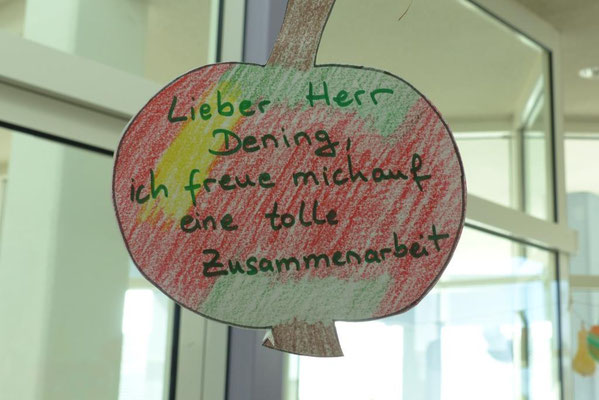 Lieber Herr
Dening,
ich freue mich auf
eine tolle
Zusammenarbeit